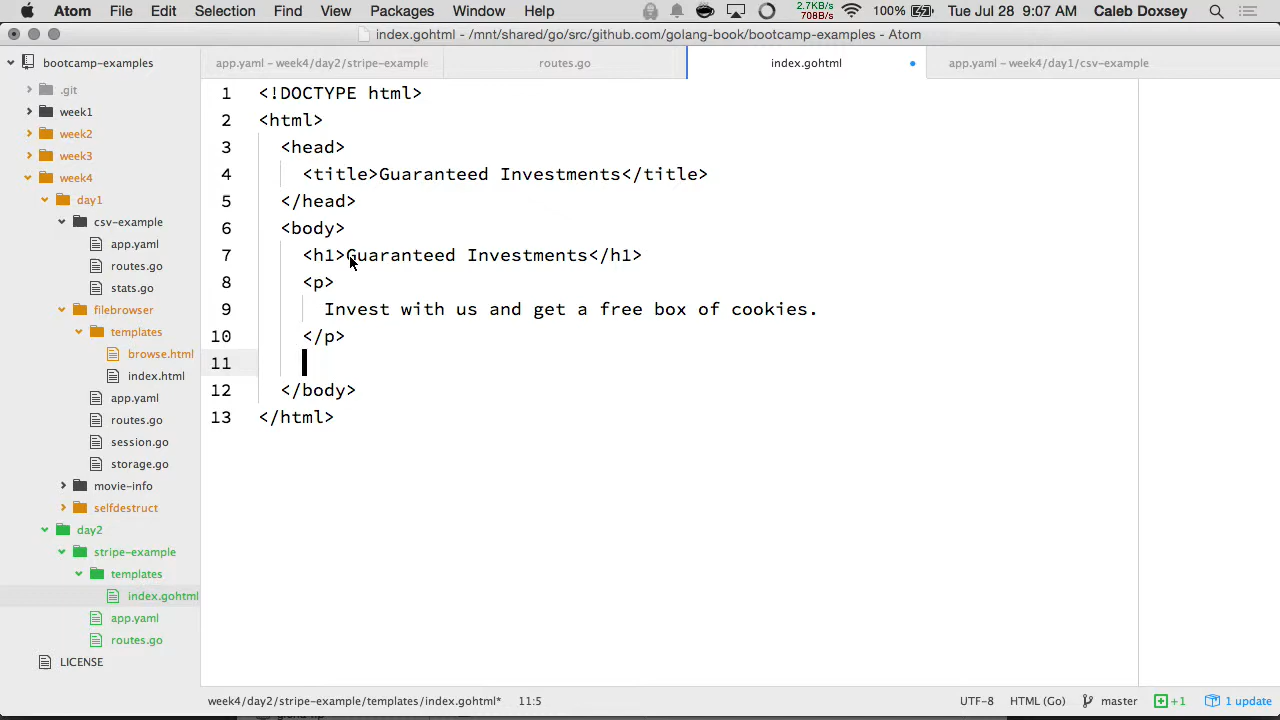 Atom File Edit Selection Find View Packages Window Help 2.7KB/s 708B/s 100% Tue Jul 28 9:07 AM Caleb Doxsey
index.gohtml - /mnt/shared/go/src/github.com/golang-book/bootcamp-examples - Atom
bootcamp-examples
.git
week1
week2
week3
week4
day1
csv-example
app.yaml
routes.go
stats.go
filebrowser
templates
browse.html
index.html
app.yaml
routes.go
session.go
storage.go
movie-info
selfdestruct
day2
stripe-example
templates
index.gohtml
app.yaml
routes.go
LICENSE
app.yaml – week4/day2/stripe-example routes.go index.gohtml app.yaml – week4/day1/csv-example
1 <!DOCTYPE html>
2 <html>
3 <head>
4 <title>Guaranteed Investments</title>
5 </head>
6 <body>
7 <h1>Guaranteed Investments</h1>
8 <p>
9 Invest with us and get a free box of cookies.
10 </p>
11
12 </body>
13 </html>
week4/day2/stripe-example/templates/index.gohtml* 11:5 UTF-8 HTML (Go) master +1 1 update